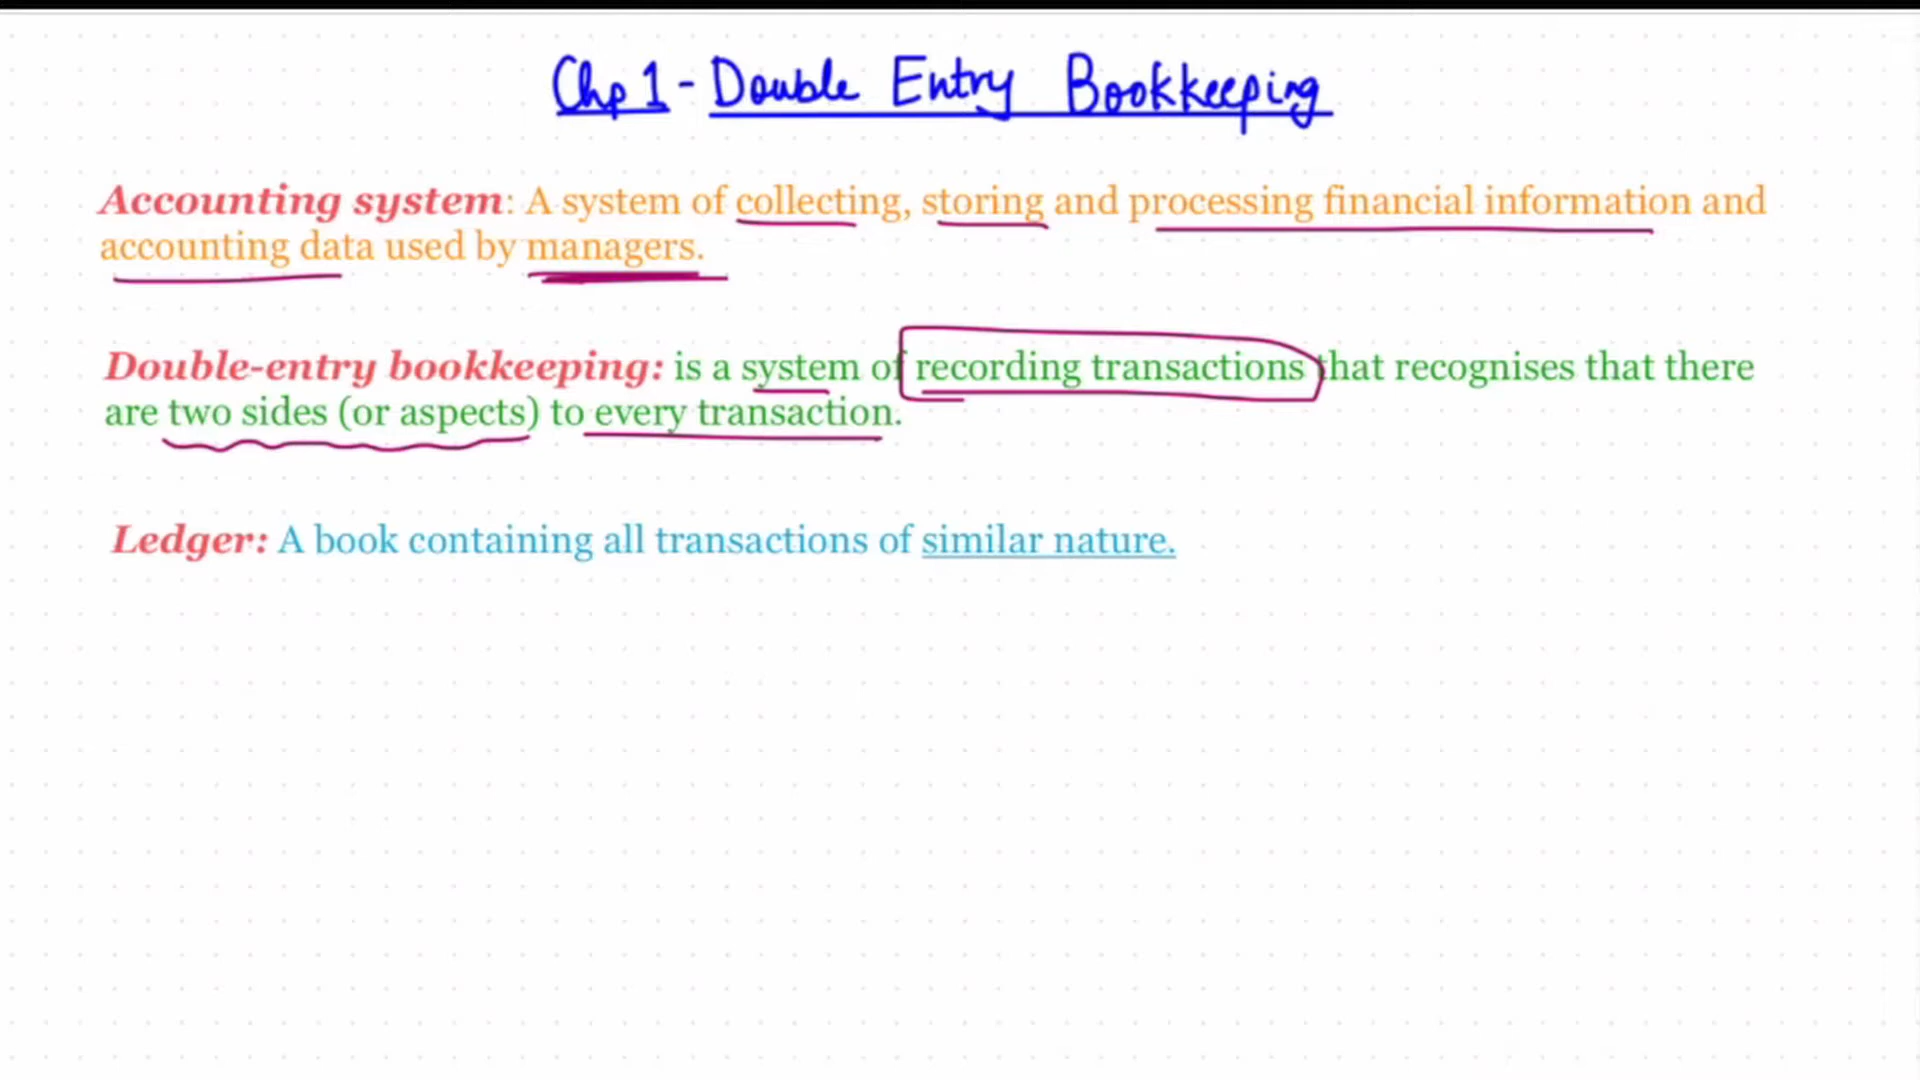 Chp 1 - Double Entry Bookkeeping
Accounting system: A system of collecting, storing and processing financial information and
accounting data used by managers.
Double-entry bookkeeping: is a system of recording transactions that recognises that there
are two sides (or aspects) to every transaction.
Ledger: A book containing all transactions of similar nature.